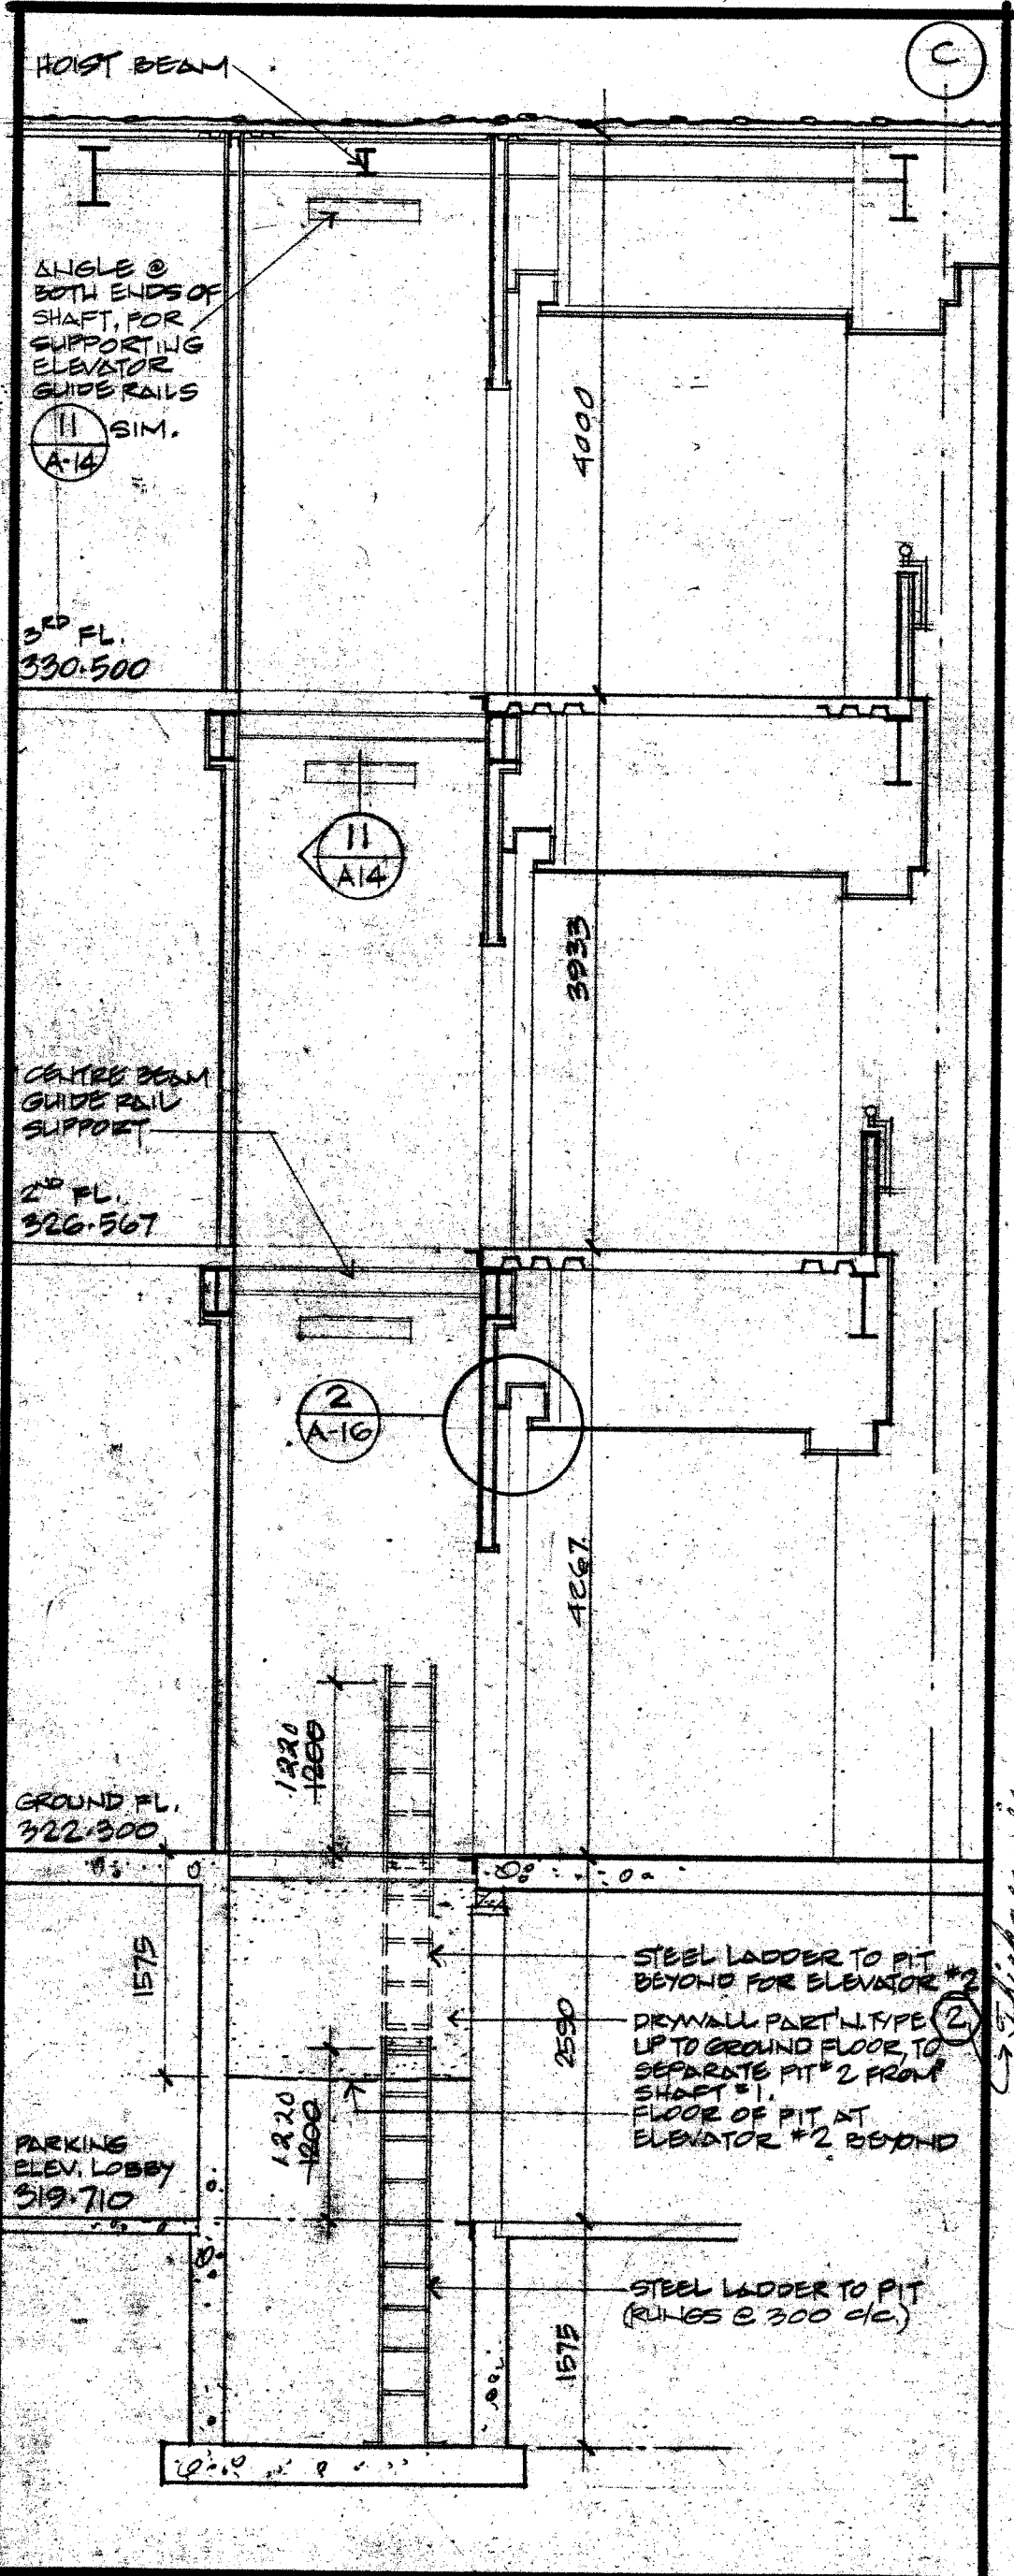 HOIST BEAM
C
ANGLE @
BOTH ENDS OF
SHAFT, FOR
SUPPORTING
ELEVATOR
GUIDE RAILS
11 SIM.
A-14
4000
3RD FL.
330.500
11
A14
3933
CENTRE BEAM
GUIDE RAIL
SUPPORT
2ND FL.
326.567
2
A-16
4267
1220
1200
GROUND FL.
322.300
1575
STEEL LADDER TO PIT
BEYOND FOR ELEVATOR #2
DRYWALL PART'N. TYPE 2
UP TO GROUND FLOOR, TO
SEPARATE PIT #2 FROM
SHAFT #1.
FLOOR OF PIT AT
ELEVATOR #2 BEYOND
2590
1220
1200
PARKING
ELEV. LOBBY
319.710
STEEL LADDER TO PIT
(RUNGS @ 300 c/c.)
1575